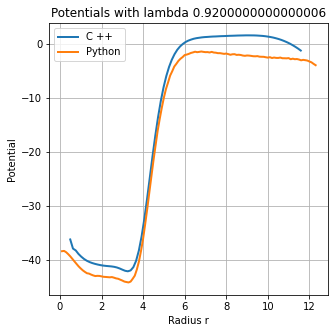 Potentials with lambda 0.9200000000000006
C ++
Python
Potential
0
−10
−20
−30
−40
0 2 4 6 8 10 12
Radius r